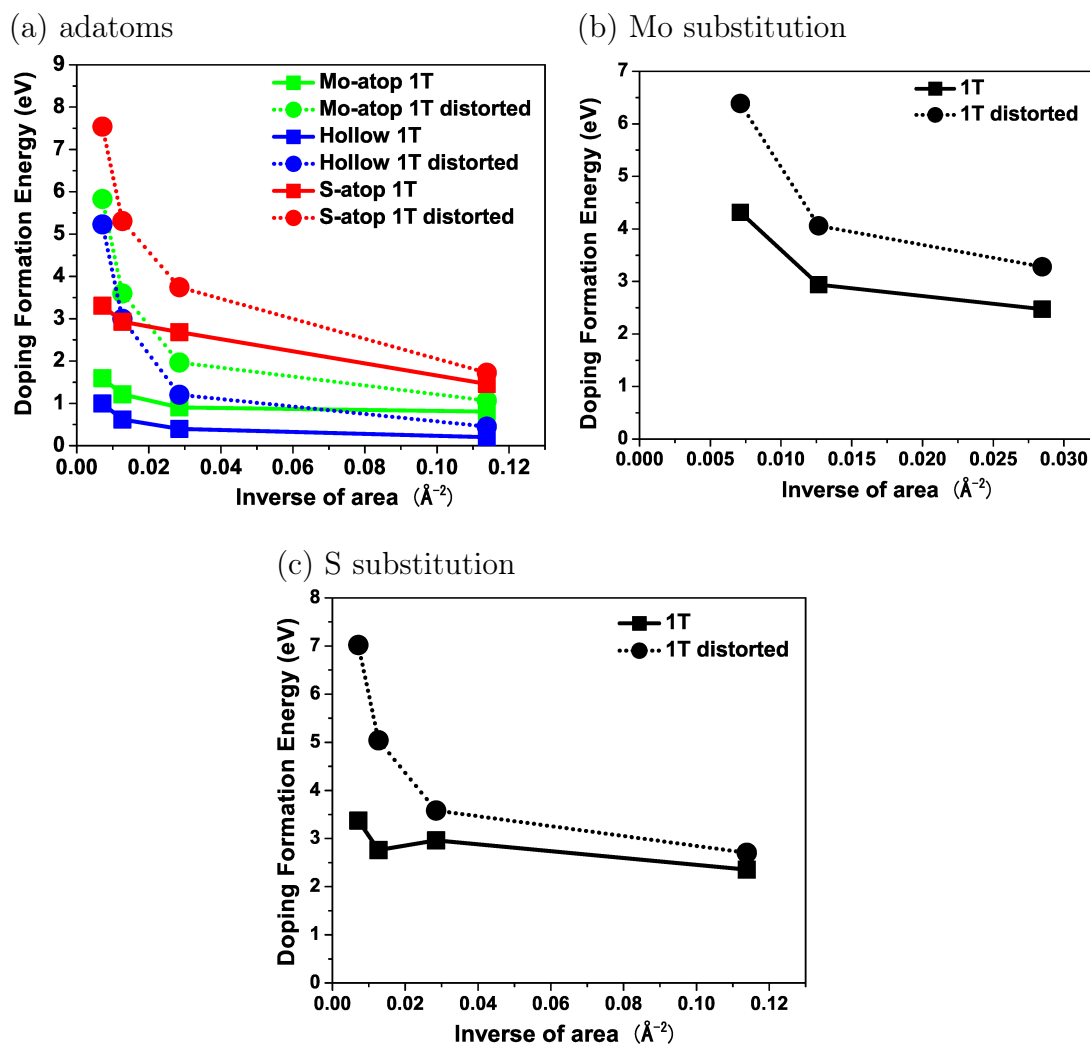 (a) adatoms
Doping Formation Energy (eV)
9
8
7
6
5
4
3
2
1
0
Mo-atop 1T
Mo-atop 1T distorted
Hollow 1T
Hollow 1T distorted
S-atop 1T
S-atop 1T distorted
0.00 0.02 0.04 0.06 0.08 0.10 0.12
Inverse of area (Å⁻²)
(b) Mo substitution
Doping Formation Energy (eV)
7
6
5
4
3
2
1
0
1T
1T distorted
0.000 0.005 0.010 0.015 0.020 0.025 0.030
Inverse of area (Å⁻²)
(c) S substitution
Doping Formation Energy (eV)
8
7
6
5
4
3
2
1
0
1T
1T distorted
0.00 0.02 0.04 0.06 0.08 0.10 0.12
Inverse of area (Å⁻²)